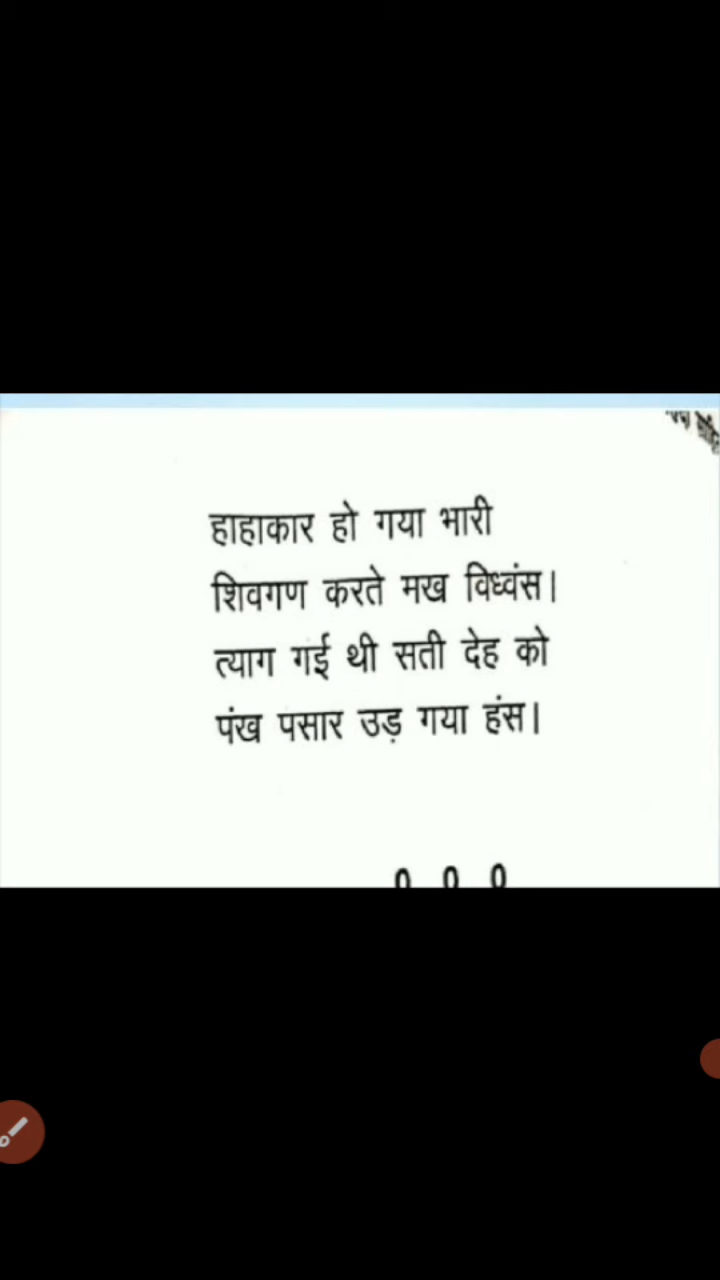 हाहाकार हो गया भारी
शिवगण करते मख विध्वंस।
त्याग गई थी सती देह को
पंख पसार उड़ गया हंस।